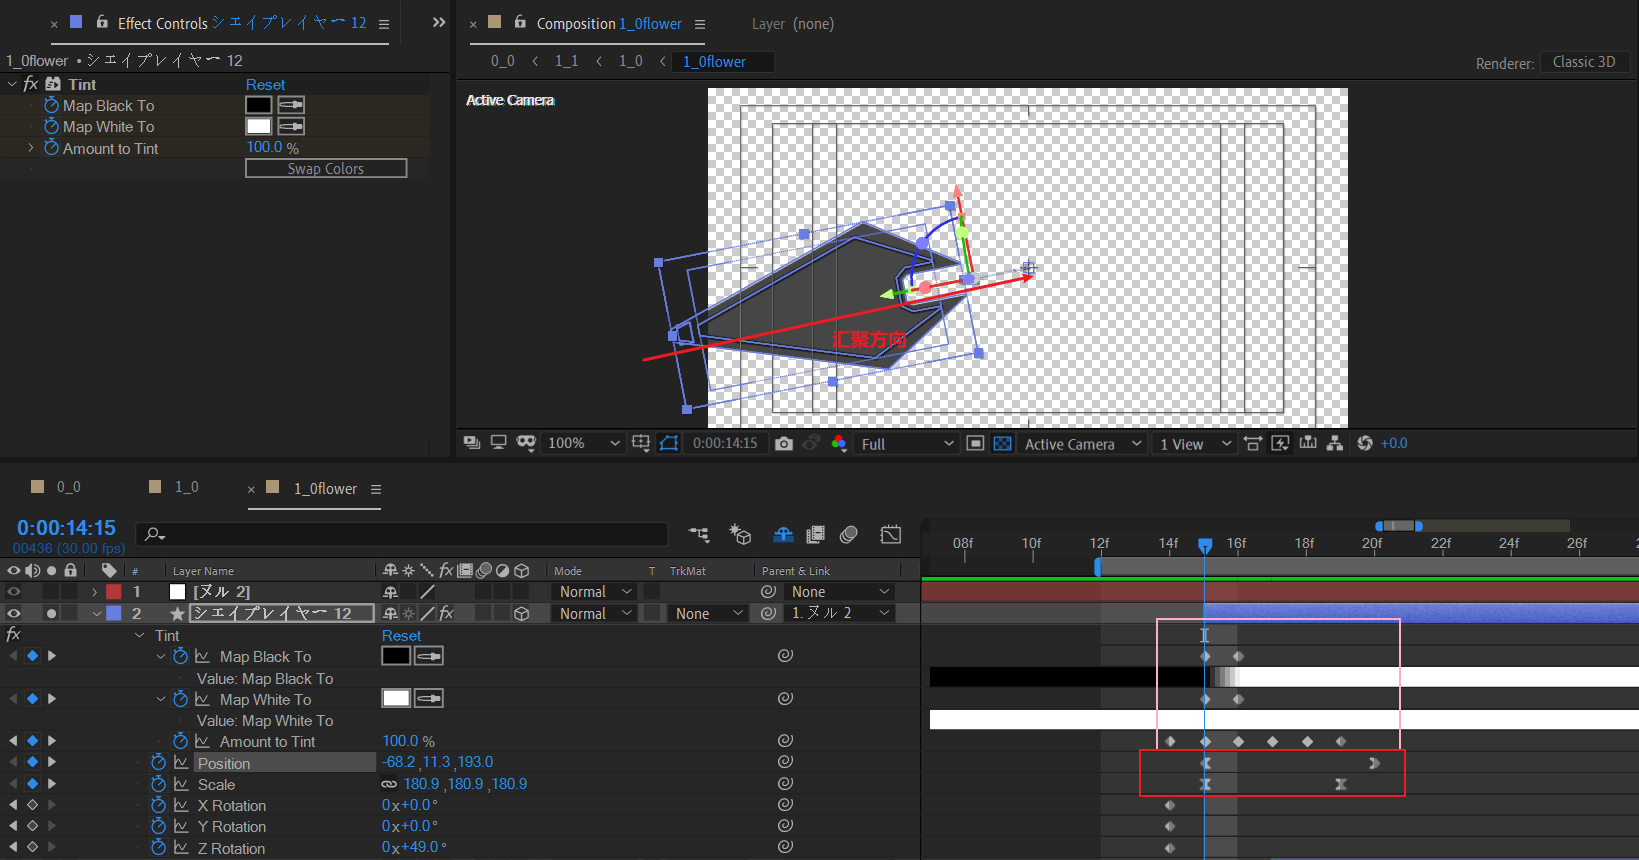 Effect Controls シェイプレイヤー 12
Composition 1_0flower
Layer (none)
1_0flower • シェイプレイヤー 12
0_0 < 1_1 < 1_0 < 1_0flower
Renderer: Classic 3D
fx Tint Reset
Map Black To
Map White To
Amount to Tint 100.0 %
Swap Colors
Active Camera
汇聚方向
100% 0:00:14:15 Full Active Camera 1 View +0.0
0_0 1_0 1_0flower
0:00:14:15
00436 (30.00 fps)
08f 10f 12f 14f 16f 18f 20f 22f 24f 26f
# Layer Name fx Mode T TrkMat Parent & Link
1 [ヌル 2] Normal None
2 シェイプレイヤー 12 fx Normal None 1. ヌル 2
fx Tint Reset
Map Black To
Value: Map Black To
Map White To
Value: Map White To
Amount to Tint 100.0 %
Position -68.2,11.3,193.0
Scale 180.9,180.9,180.9
X Rotation 0x+0.0°
Y Rotation 0x+0.0°
Z Rotation 0x+49.0°